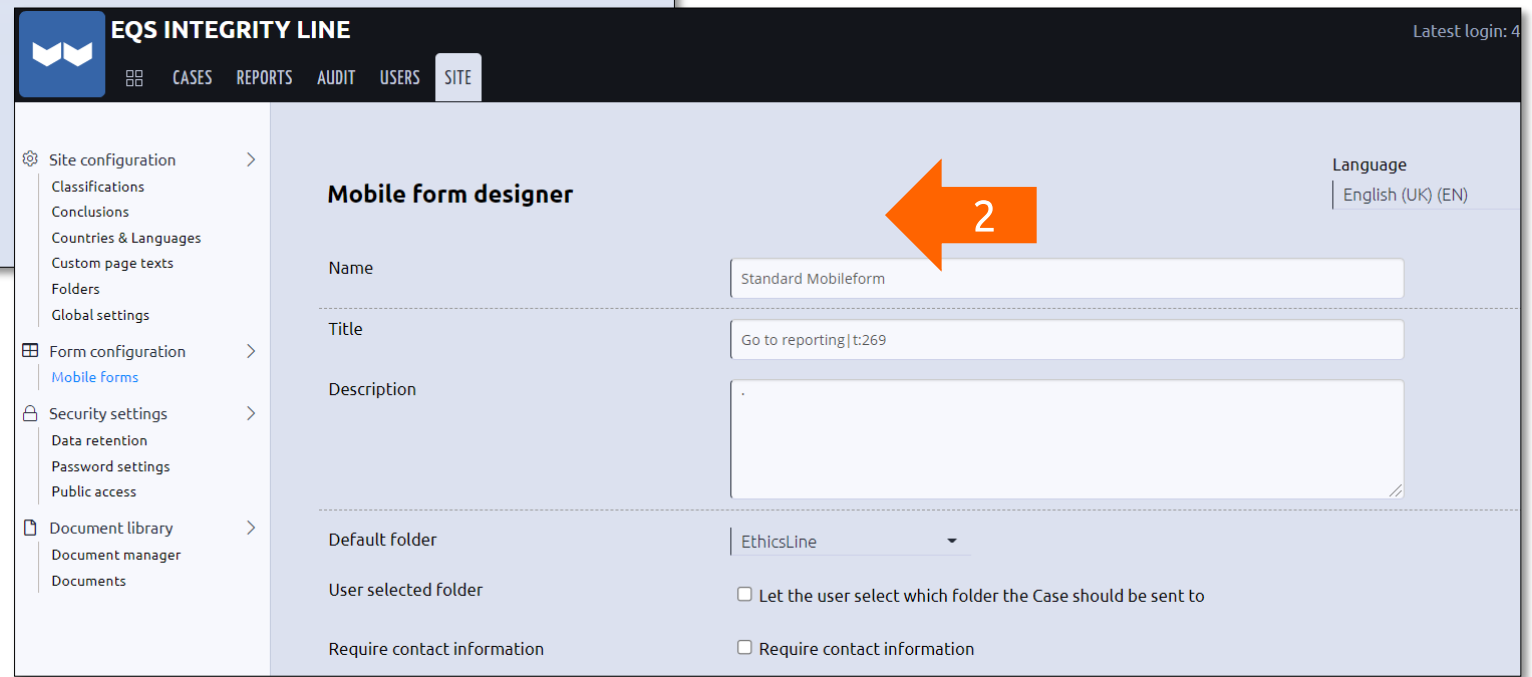 EQS INTEGRITY LINE
Latest login: 4
CASES REPORTS AUDIT USERS SITE
Site configuration
Classifications
Conclusions
Countries & Languages
Custom page texts
Folders
Global settings
Form configuration
Mobile forms
Security settings
Data retention
Password settings
Public access
Document library
Document manager
Documents
Language
English (UK) (EN)
Mobile form designer
2
Name
Standard Mobileform
Title
Go to reporting|t:269
Description
.
Default folder
EthicsLine
User selected folder
Let the user select which folder the Case should be sent to
Require contact information
Require contact information